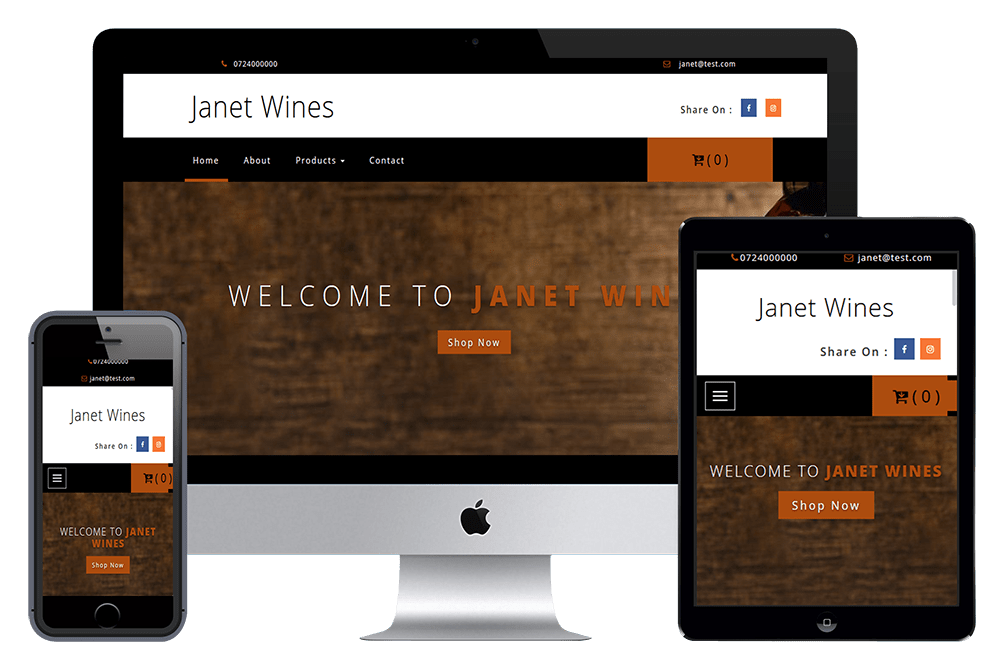 0724000000
janet@test.com
Janet Wines
Share On :
Home About Products Contact
(0)
WELCOME TO JANET WIN
Shop Now
0724000000
janet@test.com
Janet Wines
Share On :
(0)
WELCOME TO JANET
WINES
Shop Now
0724000000 janet@test.com
Janet Wines
Share On :
(0)
WELCOME TO JANET WINES
Shop Now